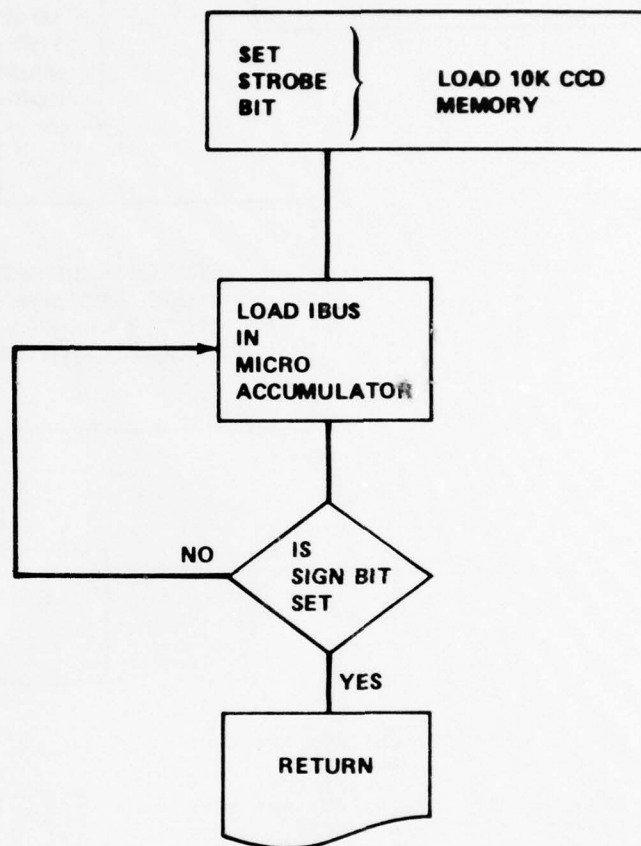 SET
STROBE
BIT
LOAD 10K CCD
MEMORY
LOAD IBUS
IN
MICRO
ACCUMULATOR
NO
IS
SIGN BIT
SET
YES
RETURN